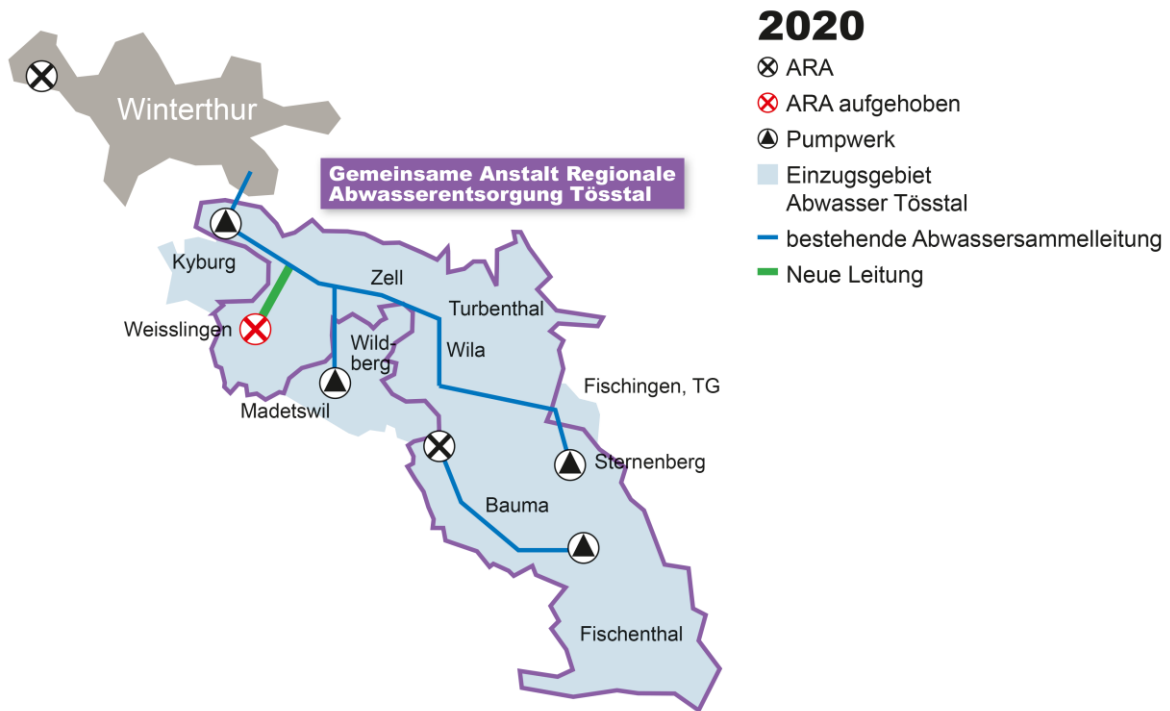 2020
ARA
ARA aufgehoben
Pumpwerk
Einzugsgebiet
Abwasser Tösstal
bestehende Abwassersammelleitung
Neue Leitung
Winterthur
Gemeinsame Anstalt Regionale
Abwasserentsorgung Tösstal
Kyburg
Zell
Turbenthal
Weisslingen
Wild-
berg
Wila
Fischingen, TG
Madetswil
Sternenberg
Bauma
Fischenthal